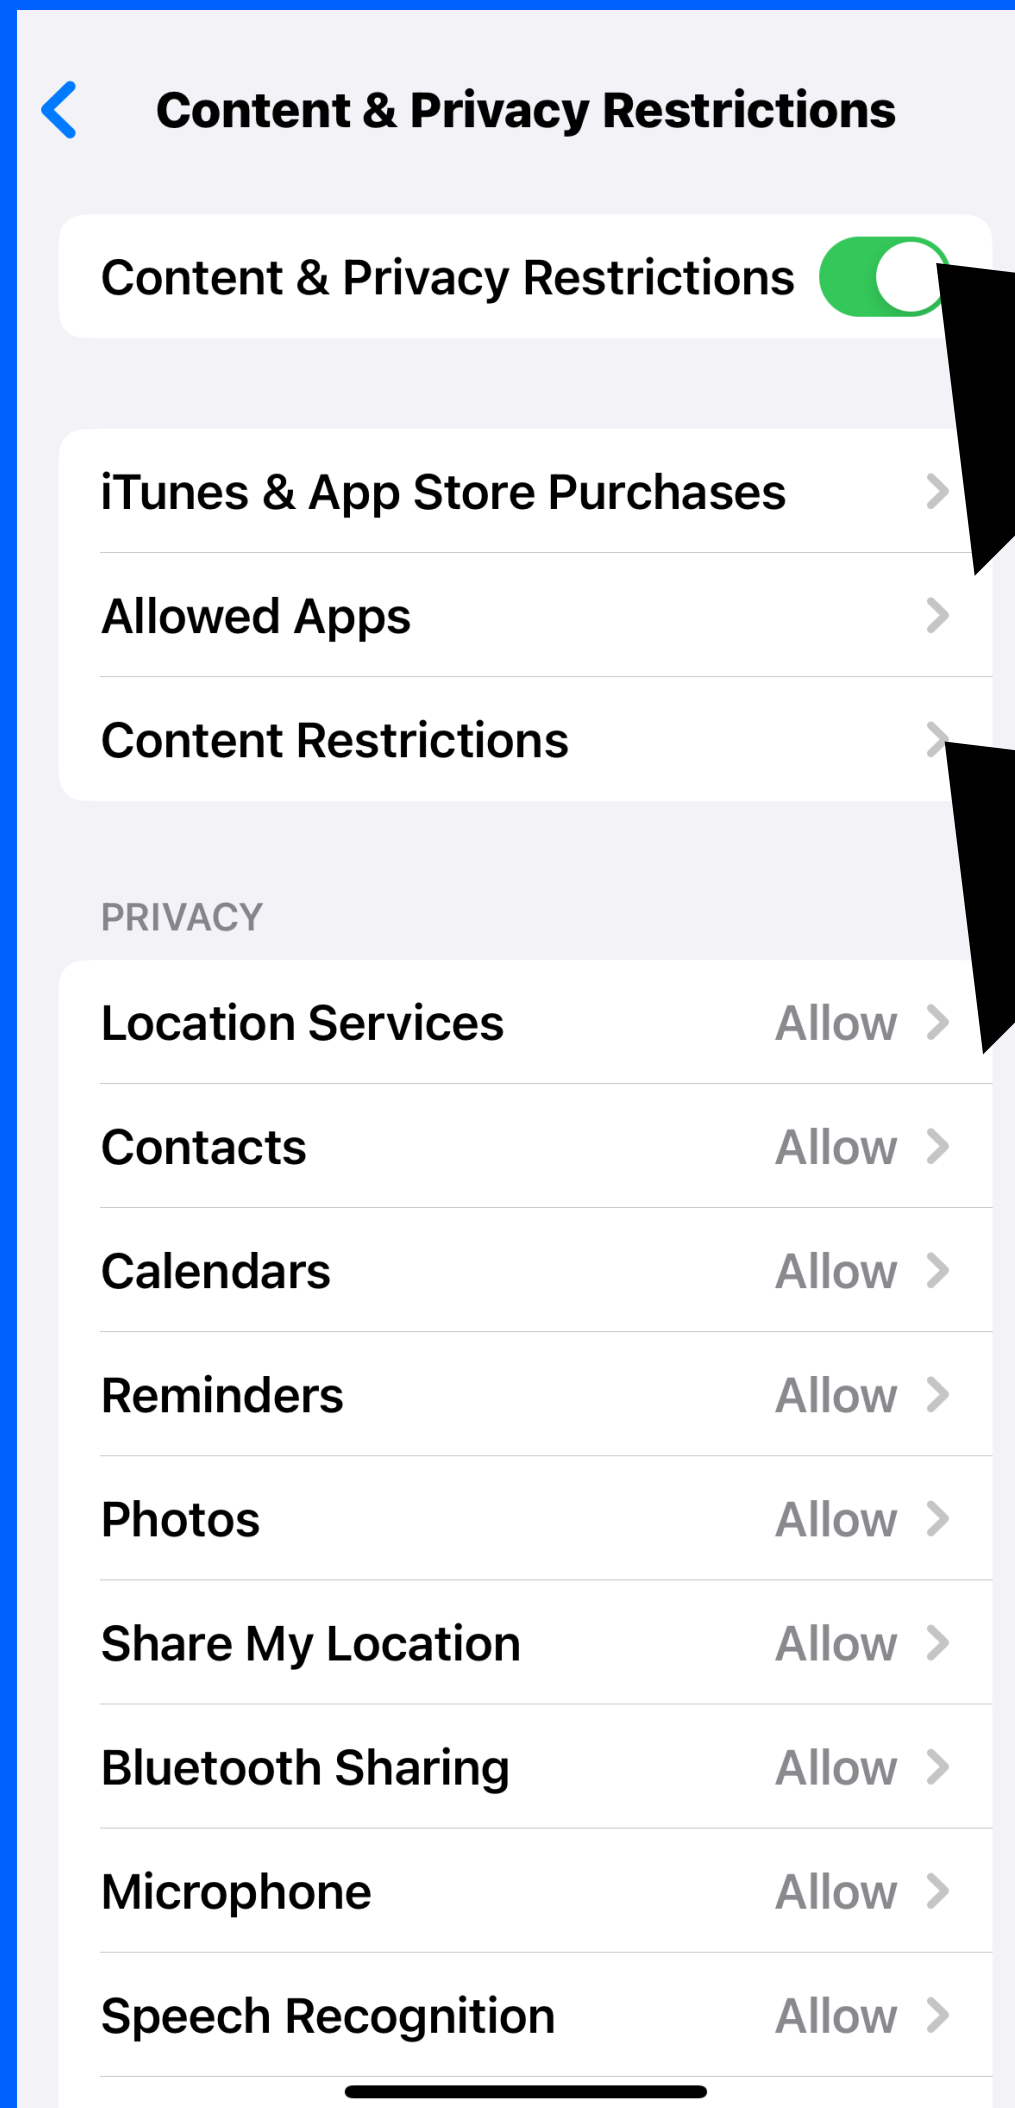 Content & Privacy Restrictions
Content & Privacy Restrictions
iTunes & App Store Purchases
Allowed Apps
Content Restrictions
PRIVACY
Location Services Allow
Contacts Allow
Calendars Allow
Reminders Allow
Photos Allow
Share My Location Allow
Bluetooth Sharing Allow
Microphone Allow
Speech Recognition Allow